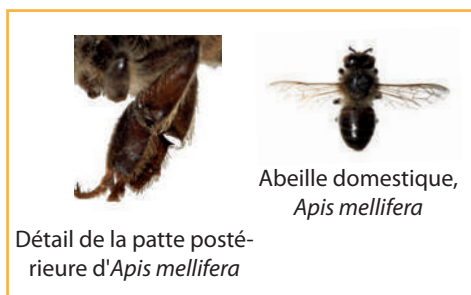 Abeille domestique,
Apis mellifera
Détail de la patte posté-
rieure d'Apis mellifera